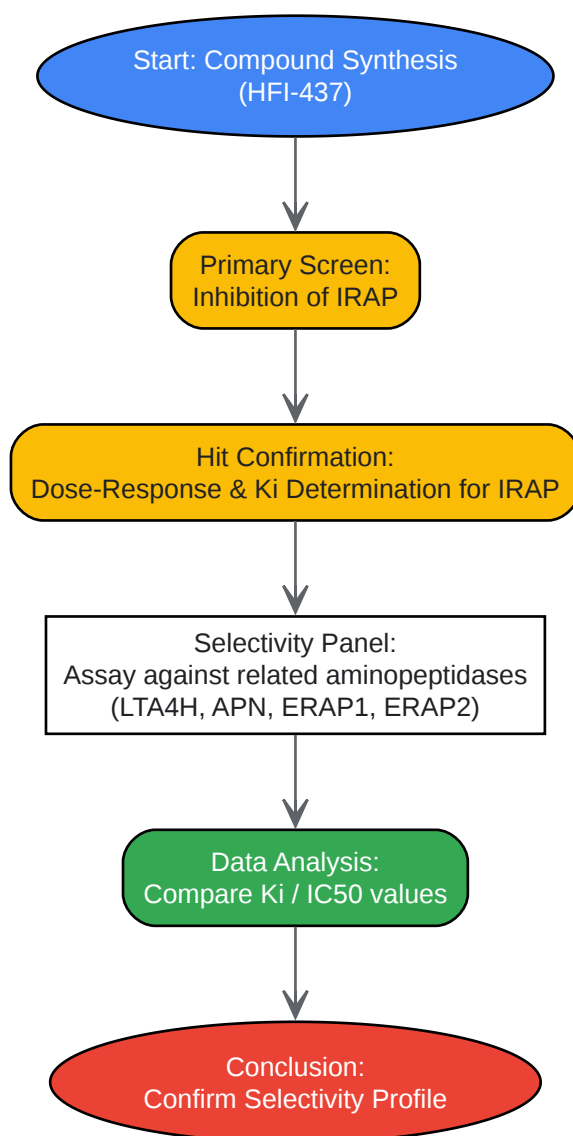 Start: Compound Synthesis
(HFI-437)
Primary Screen:
Inhibition of IRAP
Hit Confirmation:
Dose-Response & Ki Determination for IRAP
Selectivity Panel:
Assay against related aminopeptidases
(LTA4H, APN, ERAP1, ERAP2)
Data Analysis:
Compare Ki / IC50 values
Conclusion:
Confirm Selectivity Profile